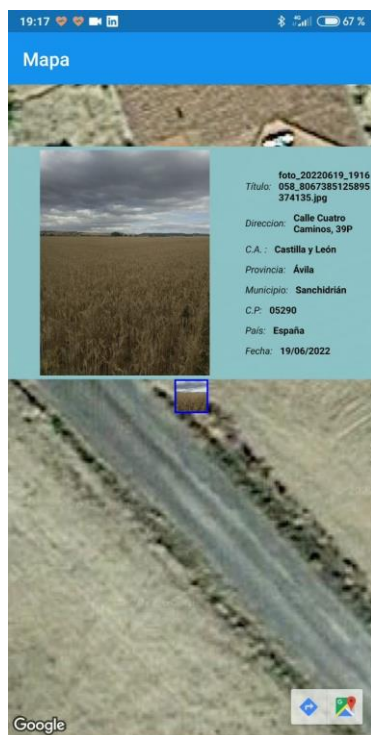 19:17 67 %
Mapa
Título: foto_20220619_1916
058_8067385125895
374135.jpg
Direccion: Calle Cuatro
Caminos, 39P
C.A. : Castilla y León
Provincia: Ávila
Municipio: Sanchidrián
C.P: 05290
País: España
Fecha: 19/06/2022
Google